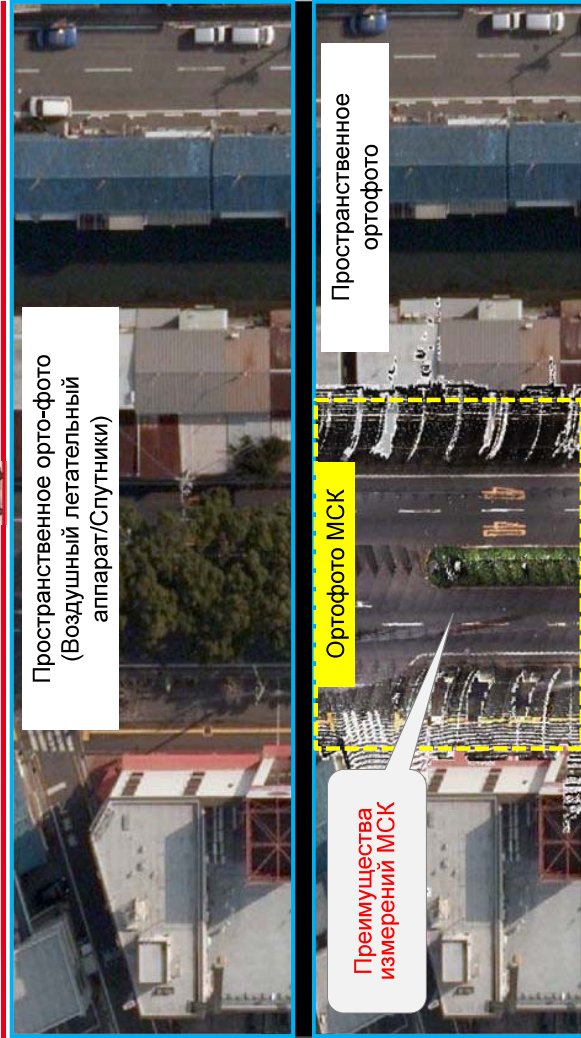 Пространственное орто-фото
(Воздушный летательный
аппарат/Спутники)
Пространственное
ортофото
Ортофото МСК
Преимущества
измерений МСК